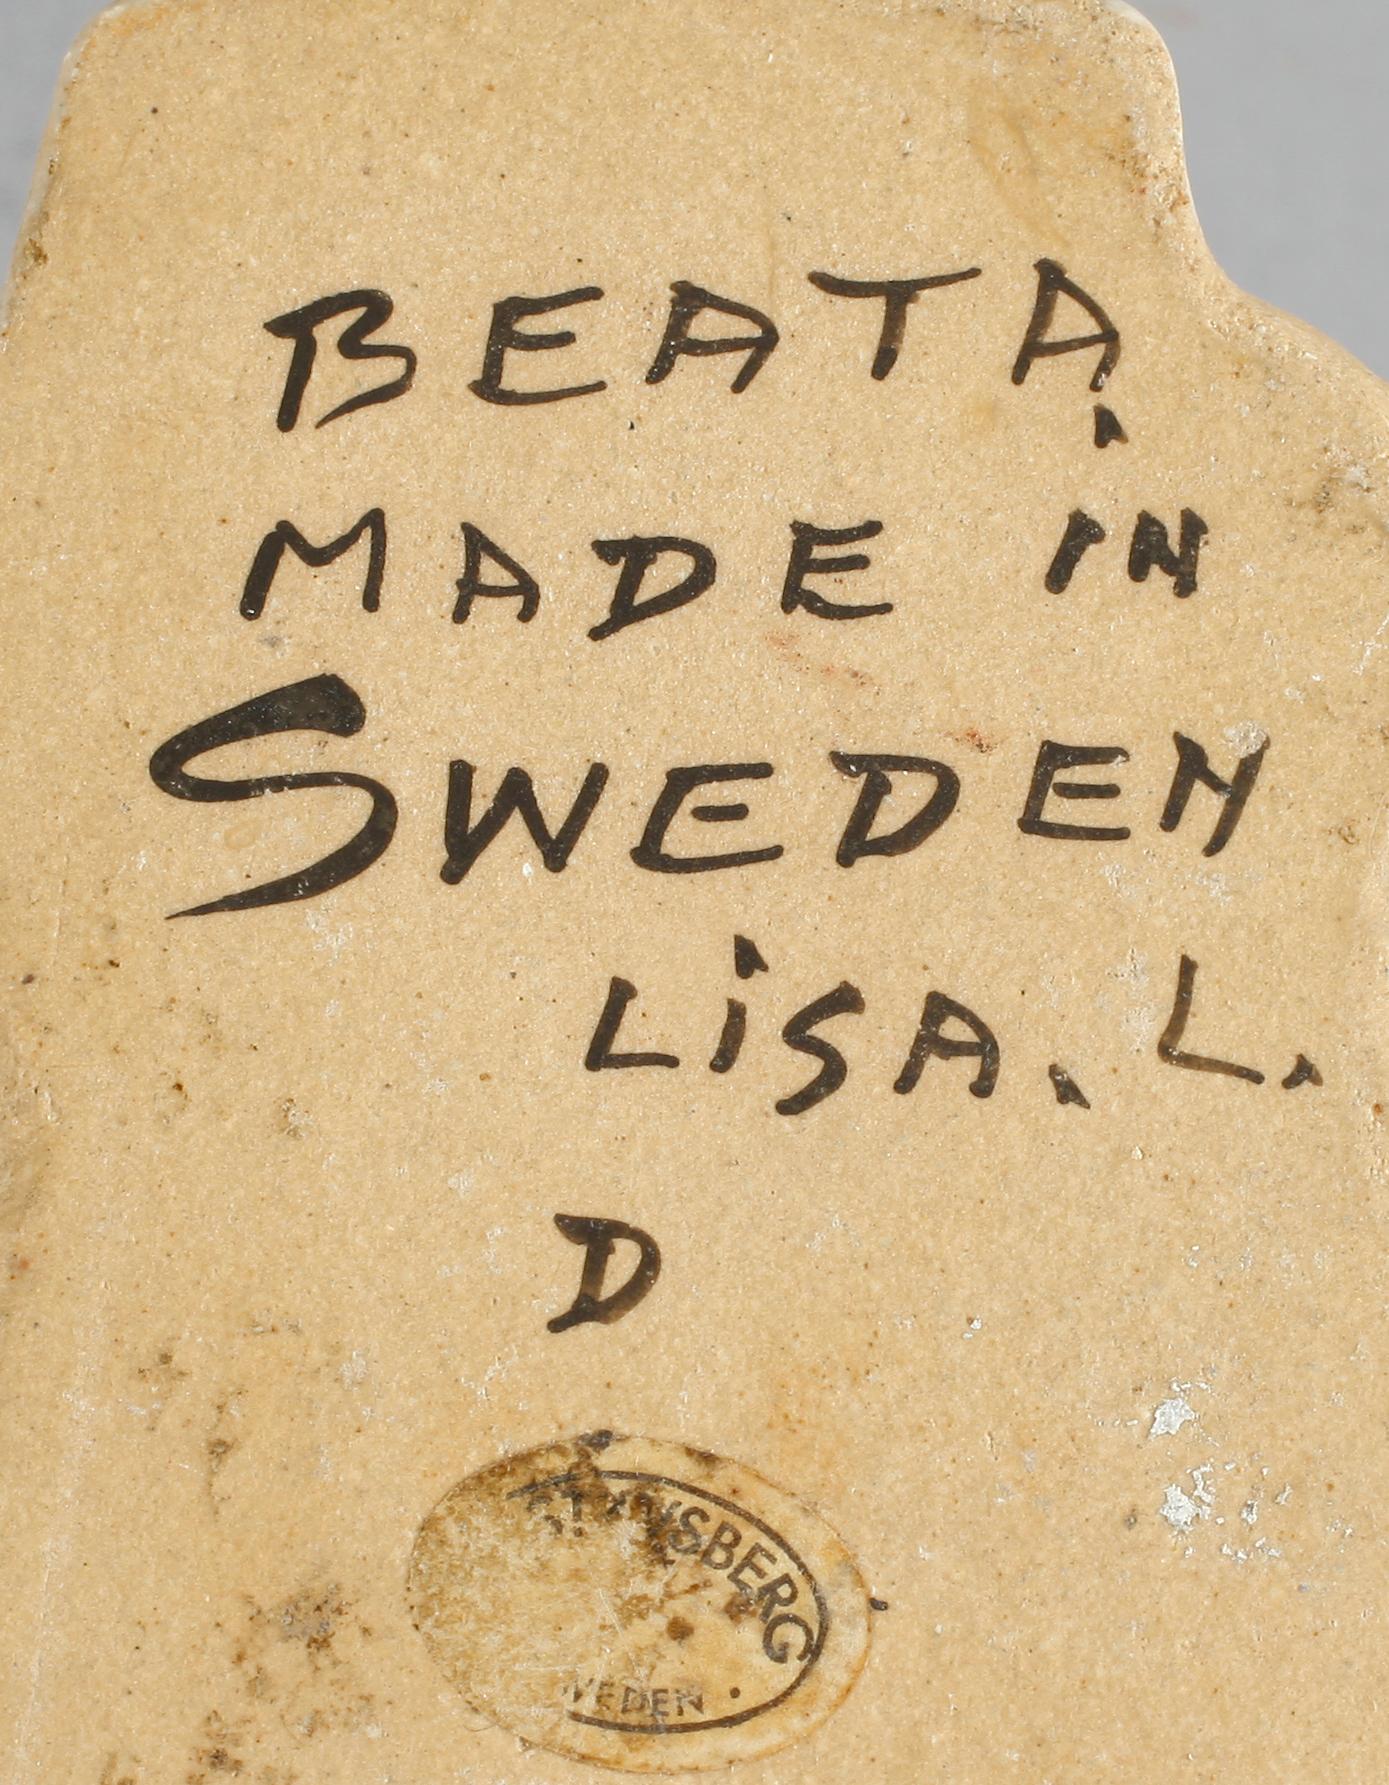 BEATA.
MADE IN
SWEDEN
LiSA. L.
D